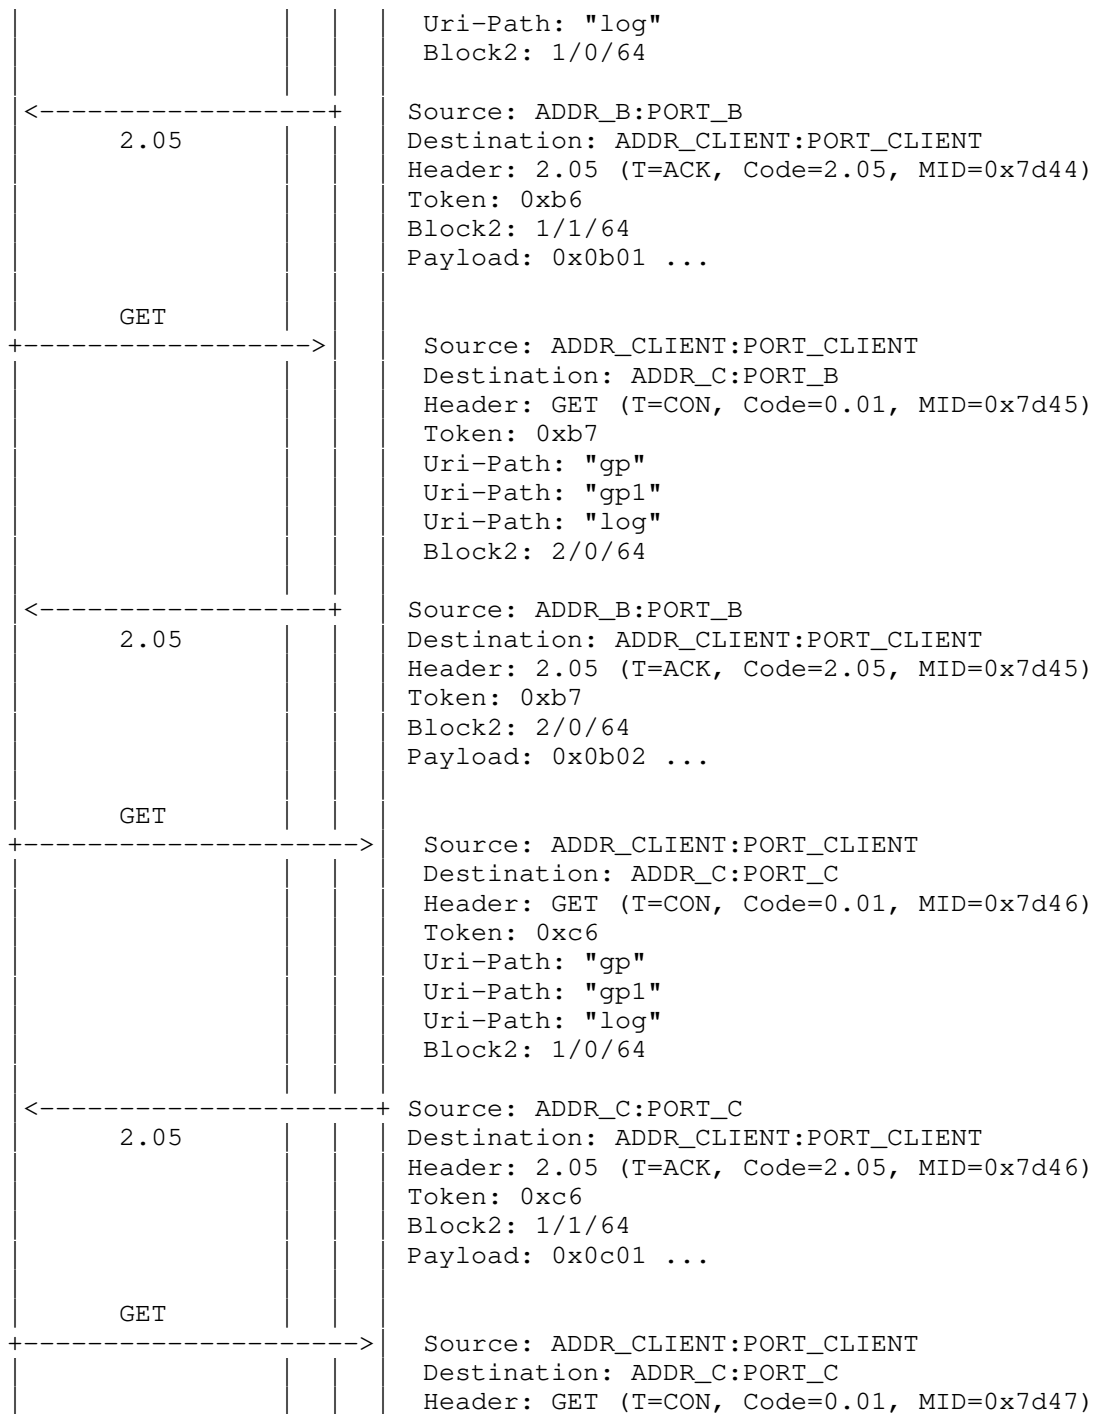 Uri-Path: "log"
Block2: 1/0/64
Source: ADDR_B:PORT_B
2.05 Destination: ADDR_CLIENT:PORT_CLIENT
Header: 2.05 (T=ACK, Code=2.05, MID=0x7d44)
Token: 0xb6
Block2: 1/1/64
Payload: 0x0b01 ...
GET
Source: ADDR_CLIENT:PORT_CLIENT
Destination: ADDR_C:PORT_B
Header: GET (T=CON, Code=0.01, MID=0x7d45)
Token: 0xb7
Uri-Path: "gp"
Uri-Path: "gp1"
Uri-Path: "log"
Block2: 2/0/64
Source: ADDR_B:PORT_B
2.05 Destination: ADDR_CLIENT:PORT_CLIENT
Header: 2.05 (T=ACK, Code=2.05, MID=0x7d45)
Token: 0xb7
Block2: 2/0/64
Payload: 0x0b02 ...
GET
Source: ADDR_CLIENT:PORT_CLIENT
Destination: ADDR_C:PORT_C
Header: GET (T=CON, Code=0.01, MID=0x7d46)
Token: 0xc6
Uri-Path: "gp"
Uri-Path: "gp1"
Uri-Path: "log"
Block2: 1/0/64
Source: ADDR_C:PORT_C
2.05 Destination: ADDR_CLIENT:PORT_CLIENT
Header: 2.05 (T=ACK, Code=2.05, MID=0x7d46)
Token: 0xc6
Block2: 1/1/64
Payload: 0x0c01 ...
GET
Source: ADDR_CLIENT:PORT_CLIENT
Destination: ADDR_C:PORT_C
Header: GET (T=CON, Code=0.01, MID=0x7d47)